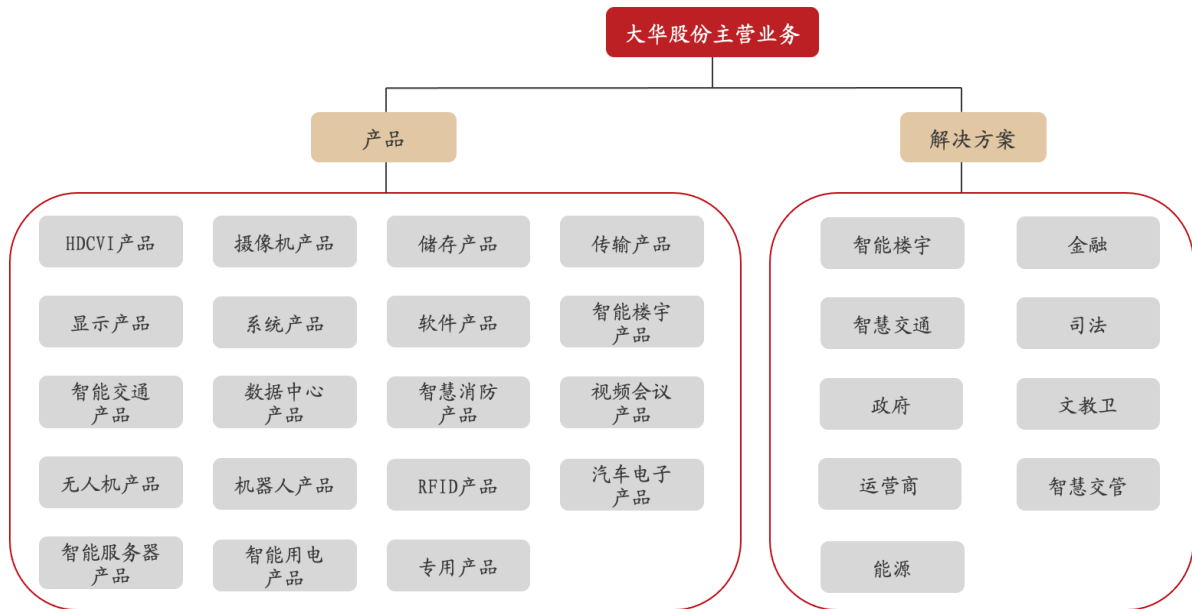 大华股份主营业务
产品
解决方案
HDCVI产品
摄像机产品
储存产品
传输产品
显示产品
系统产品
软件产品
智能楼宇
产品
智能交通
产品
数据中心
产品
智慧消防
产品
视频会议
产品
无人机产品
机器人产品
RFID产品
汽车电子
产品
智能服务器
产品
智能用电
产品
专用产品
智能楼宇
金融
智慧交通
司法
政府
文教卫
运营商
智慧交管
能源